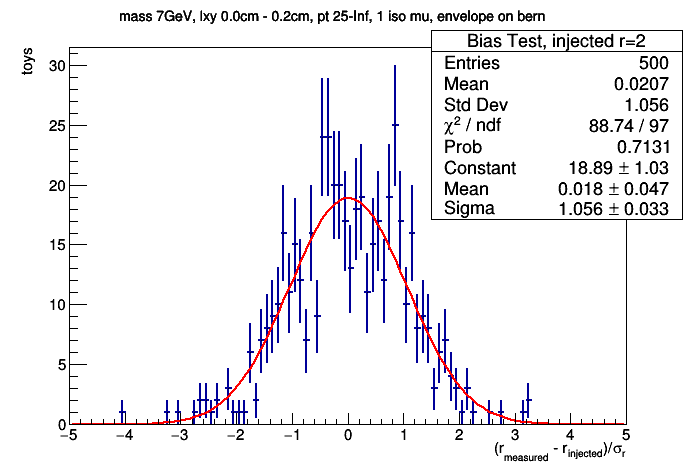 mass 7GeV, lxy 0.0cm - 0.2cm, pt 25-Inf, 1 iso mu, envelope on bern
Bias Test, injected r=2
Entries 500
Mean 0.0207
Std Dev 1.056
χ² / ndf 88.74 / 97
Prob 0.7131
Constant 18.89 ± 1.03
Mean 0.018 ± 0.047
Sigma 1.056 ± 0.033
toys
30
25
20
15
10
5
0
−5 −4 −3 −2 −1 0 1 2 3 4 5
(r_measured - r_injected)/σ_r